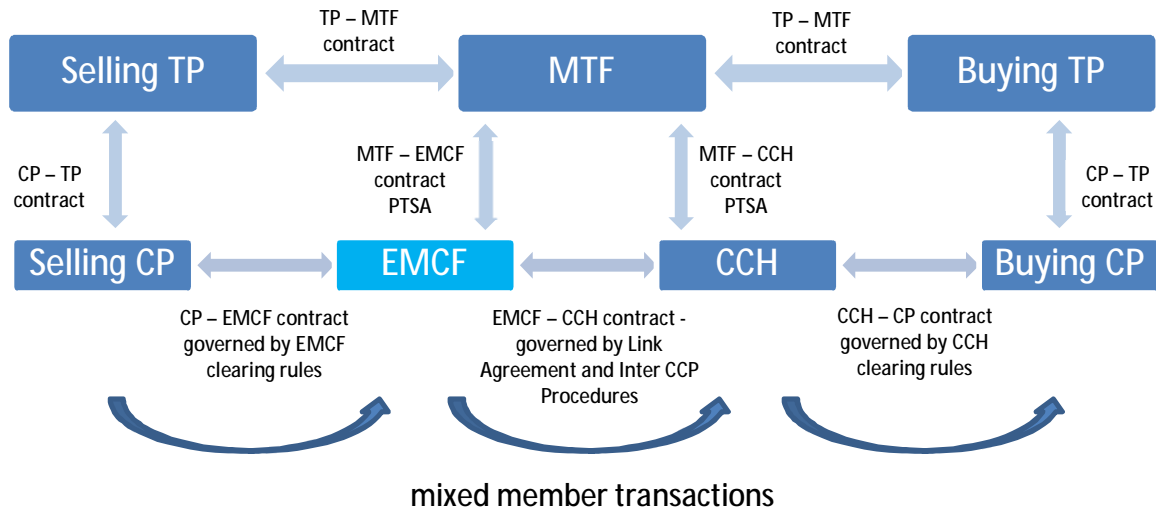 TP – MTF
contract
TP – MTF
contract
Selling TP
MTF
Buying TP
CP – TP
contract
MTF – EMCF
contract
PTSA
MTF – CCH
contract
PTSA
CP – TP
contract
Selling CP
EMCF
CCH
Buying CP
CP – EMCF contract
governed by EMCF
clearing rules
EMCF – CCH contract -
governed by Link
Agreement and Inter CCP
Procedures
CCH – CP contract
governed by CCH
clearing rules
mixed member transactions